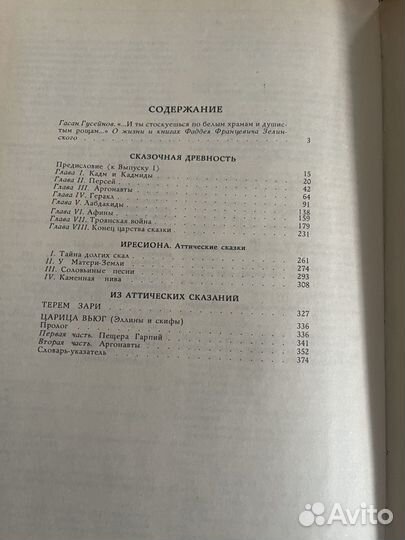 СОДЕРЖАНИЕ
Гасан Гусейнов. «...И ты стоскуешься по белым храмам и душис-
тым рощам...» О жизни и книгах Фаддея Францевича Зелин-
ского 3
СКАЗОЧНАЯ ДРЕВНОСТЬ
Предисловие (к Выпуску I)
Глава I. Кадм и Кадмиды 15
Глава II. Персей 20
Глава III. Аргонавты 42
Глава IV. Геракл 64
Глава V. Лабдакиды 91
Глава VI. Афины 138
Глава VII. Троянская война 159
Глава VIII. Конец царства сказки 179
231
ИРЕСИОНА. Аттические сказки
I. Тайна долгих скал 261
II. У Матери-Земли 274
III. Соловьиные песни 293
IV. Каменная нива 308
ИЗ АТТИЧЕСКИХ СКАЗАНИЙ
ТЕРЕМ ЗАРИ 327
ЦАРИЦА ВЬЮГ (Эллины и скифы) 336
Пролог 336
Первая часть. Пещера Гарпий 341
Вторая часть. Аргонавты 352
Словарь-указатель 374
Avito